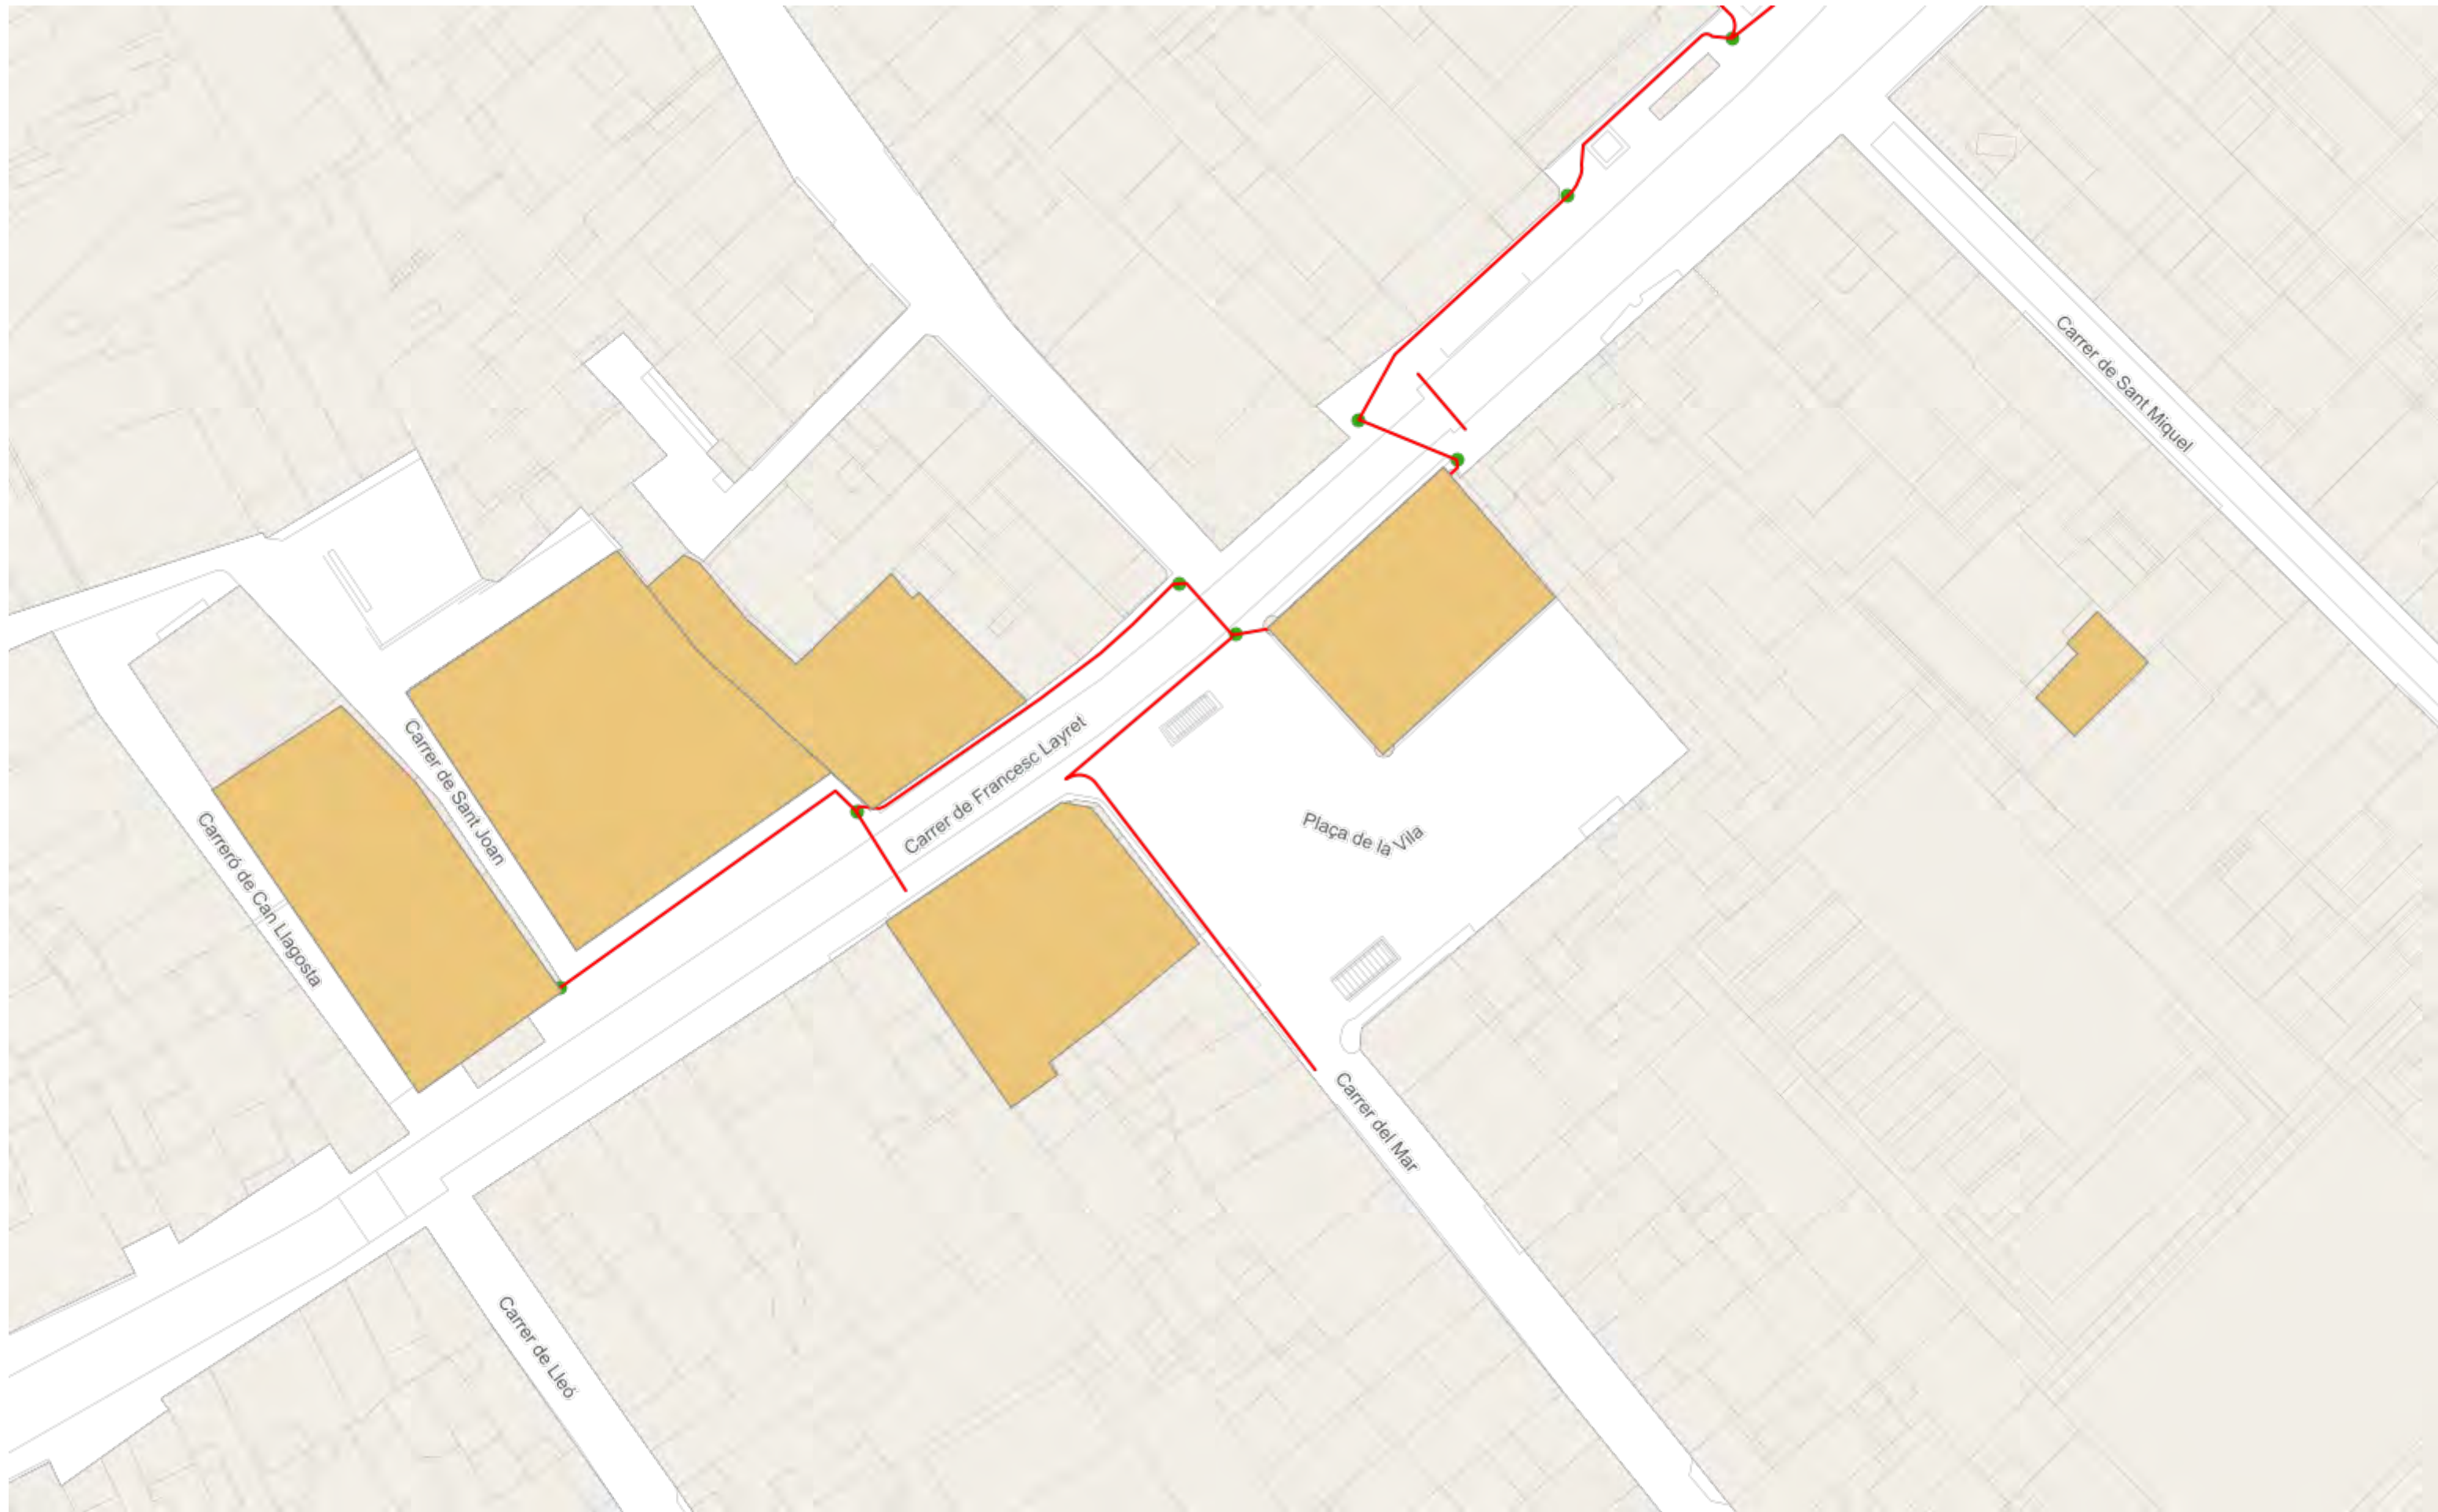 Carrer de Sant Miquel
Carrer de Sant Joan
Carrer de Francesc Layret
Carreró de Can Llagosta
Plaça de la Vila
Carrer del Mar
Carrer de Lleó